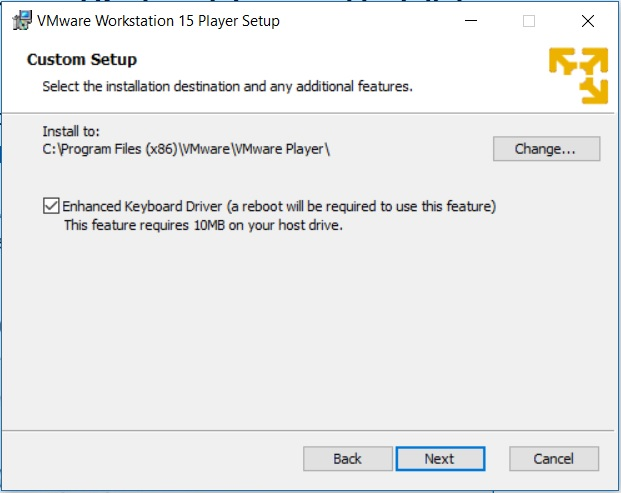 VMware Workstation 15 Player Setup
Custom Setup
Select the installation destination and any additional features.
Install to:
C:\Program Files (x86)\VMware\VMware Player\
Change...
Enhanced Keyboard Driver (a reboot will be required to use this feature)
This feature requires 10MB on your host drive.
Back
Next
Cancel